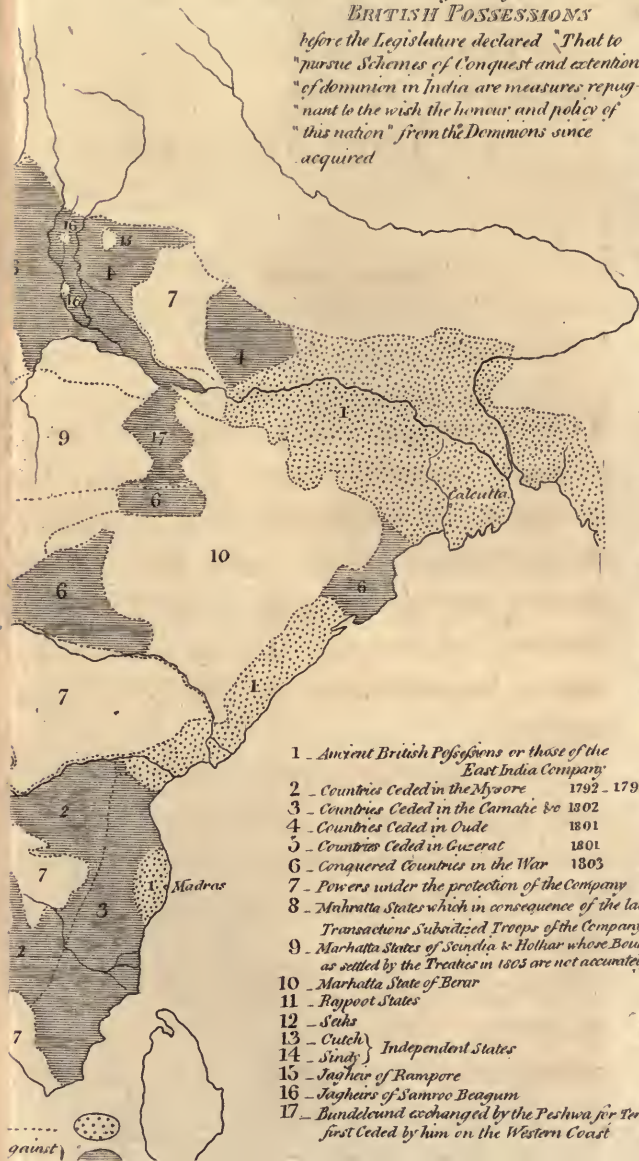 BRITISH POSSESSIONS
before the Legislature declared "That to
"pursue Schemes of Conquest and extention
"of dominion in India are measures repug-
"nant to the wish the honour and policy of
"this nation" from the Dominions since
acquired
16
15
4
16
7
4
1
9
17
6
Calcutta
10
6
6
1
7
2
7
1
Madras
3
2
7
1 _ Ancient British Possessions or those of the
East India Company
2 _ Countries Ceded in the Mysore 1792 - 179
3 _ Countries Ceded in the Carnatic &c 1802
4 _ Countries Ceded in Oude 1801
5 _ Countries Ceded in Guzerat 1801
6 _ Conquered Countries in the War 1803
7 _ Powers under the protection of the Company
8 _ Mahratta States which in consequence of the la
Transactions Subsidized Troops of the Company
9 _ Marhatta States of Scindia & Holkar whose Bou
as settled by the Treaties in 1803 are not accurate
10 _ Marhatta State of Berar
11 _ Rajpoot States
12 _ Seiks
13 _ Cutch } Independent States
14 _ Sindy
15 _ Jagheir of Rampore
16 _ Jagheirs of Samroo Beagum
17 _ Bundelcund exchanged by the Peshwa for Ter
first Ceded by him on the Western Coast
gainst